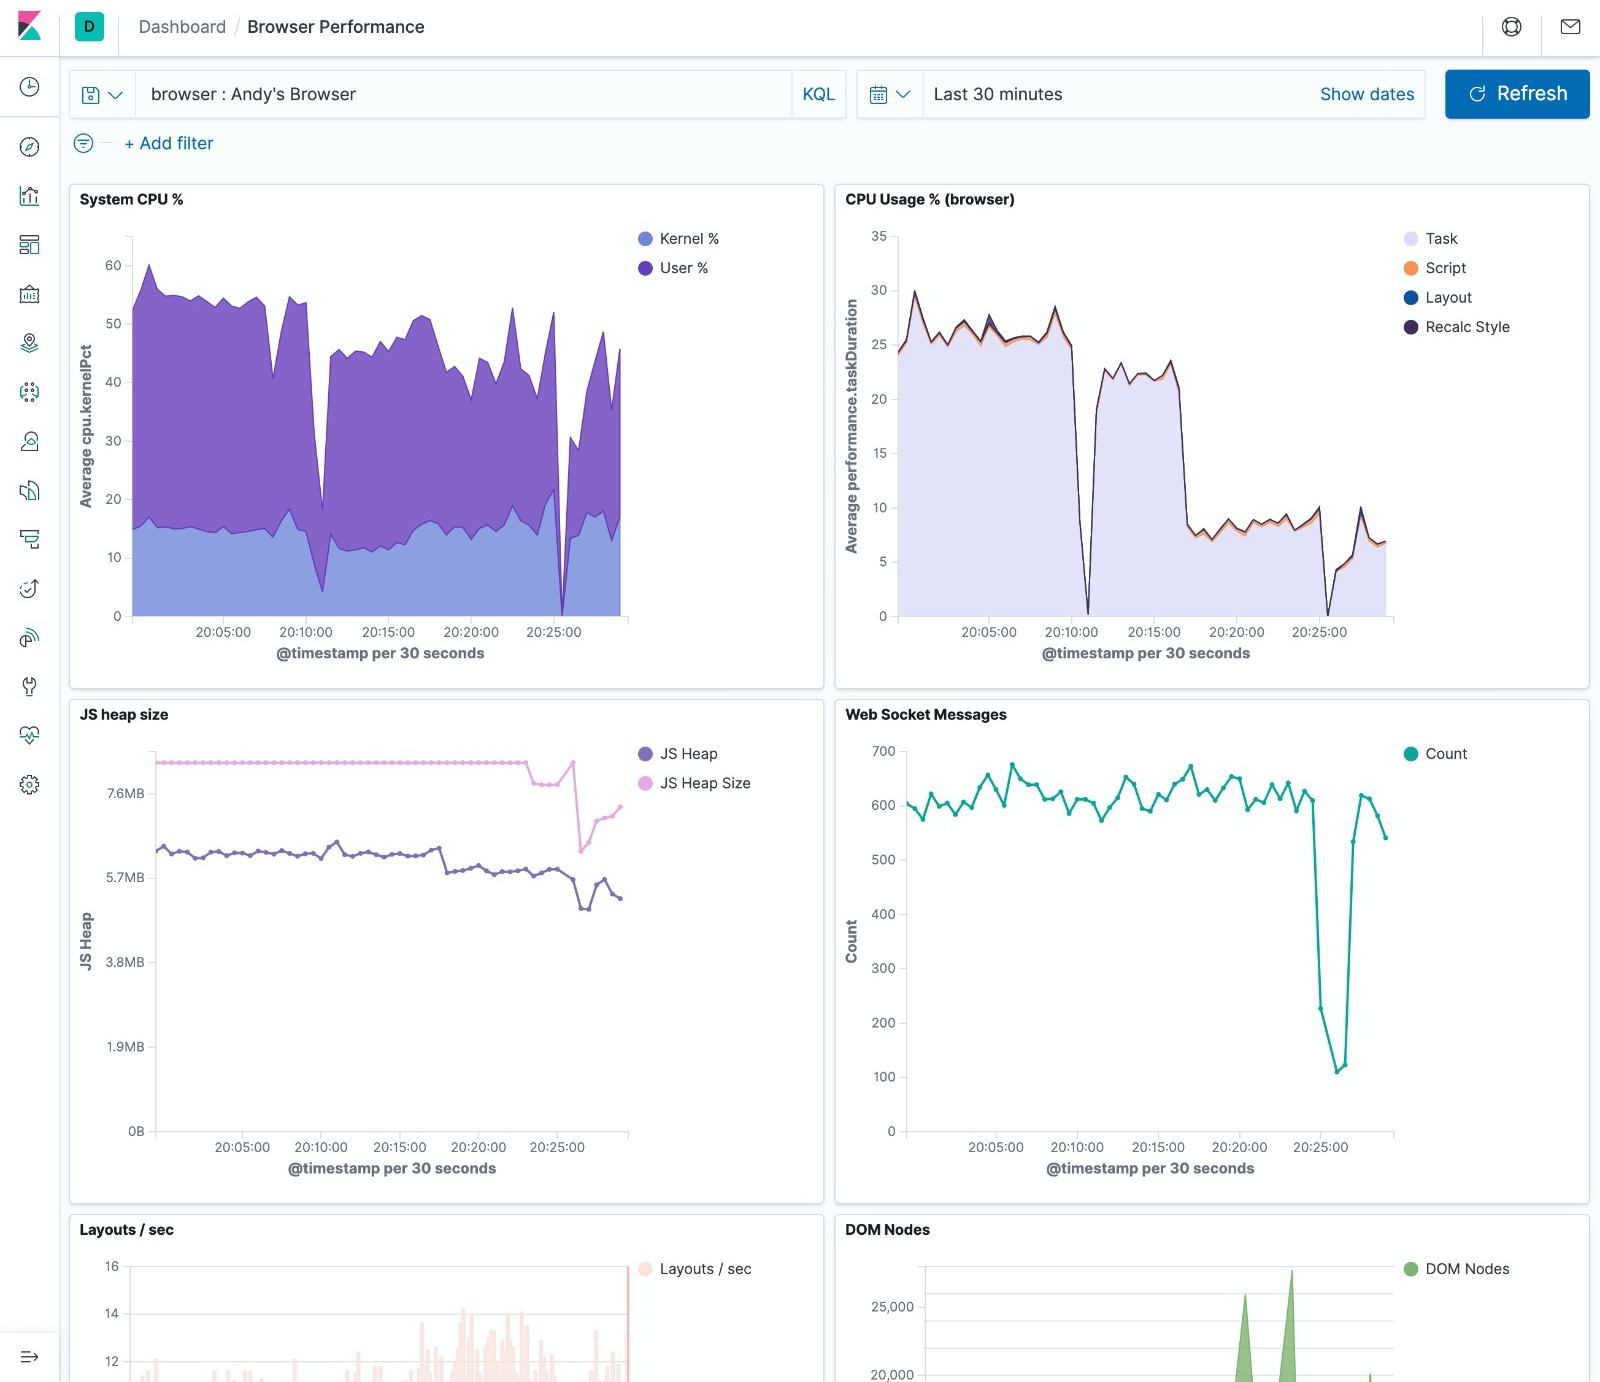 D
Dashboard / Browser Performance
browser : Andy's Browser
KQL
Last 30 minutes
Show dates
Refresh
+ Add filter
System CPU %
Kernel %
User %
Average cpu.kernelPct
60
50
40
30
20
10
0
20:05:00 20:10:00 20:15:00 20:20:00 20:25:00
@timestamp per 30 seconds
CPU Usage % (browser)
Task
Script
Layout
Recalc Style
Average performance.taskDuration
35
30
25
20
15
10
5
0
20:05:00 20:10:00 20:15:00 20:20:00 20:25:00
@timestamp per 30 seconds
JS heap size
JS Heap
JS Heap Size
JS Heap
7.6MB
5.7MB
3.8MB
1.9MB
0B
20:05:00 20:10:00 20:15:00 20:20:00 20:25:00
@timestamp per 30 seconds
Web Socket Messages
Count
Count
700
600
500
400
300
200
100
0
20:05:00 20:10:00 20:15:00 20:20:00 20:25:00
@timestamp per 30 seconds
Layouts / sec
Layouts / sec
16
14
12
DOM Nodes
DOM Nodes
25,000
20,000